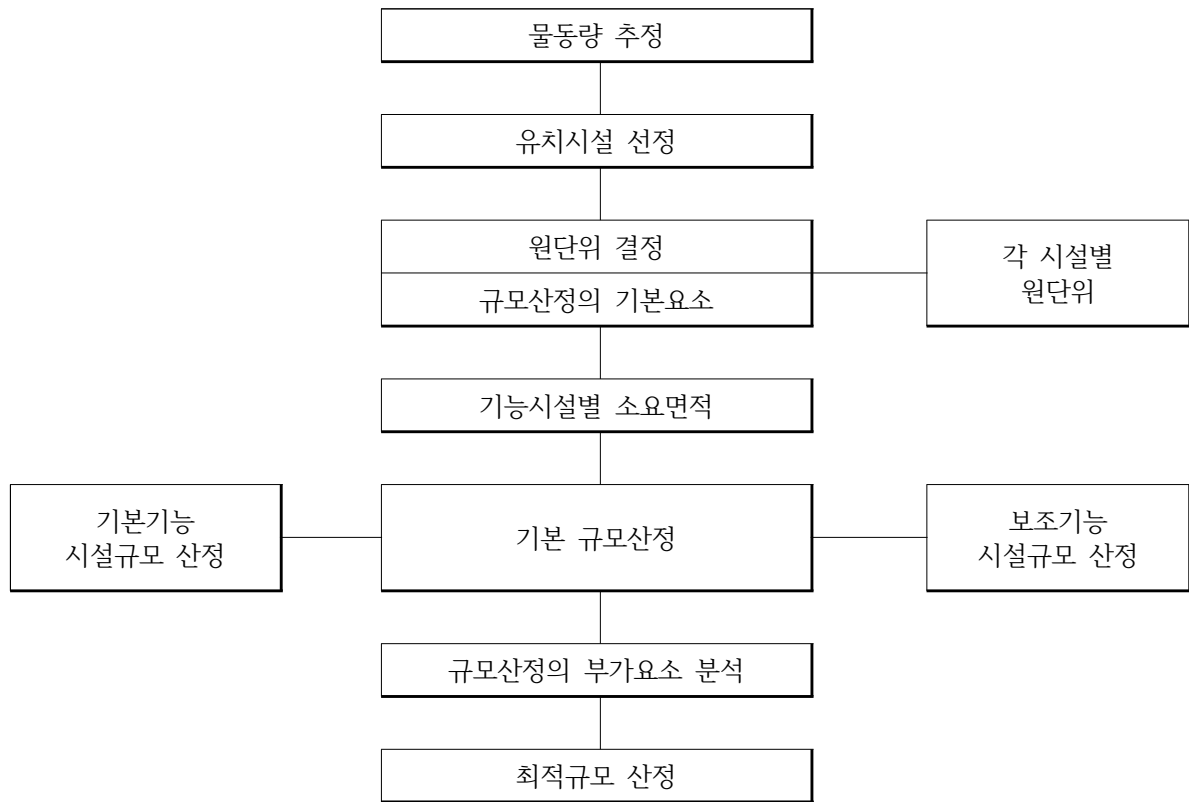 물동량 추정
유치시설 선정
원단위 결정
규모산정의 기본요소
각 시설별
원단위
기능시설별 소요면적
기본기능
시설규모 산정
기본 규모산정
보조기능
시설규모 산정
규모산정의 부가요소 분석
최적규모 산정